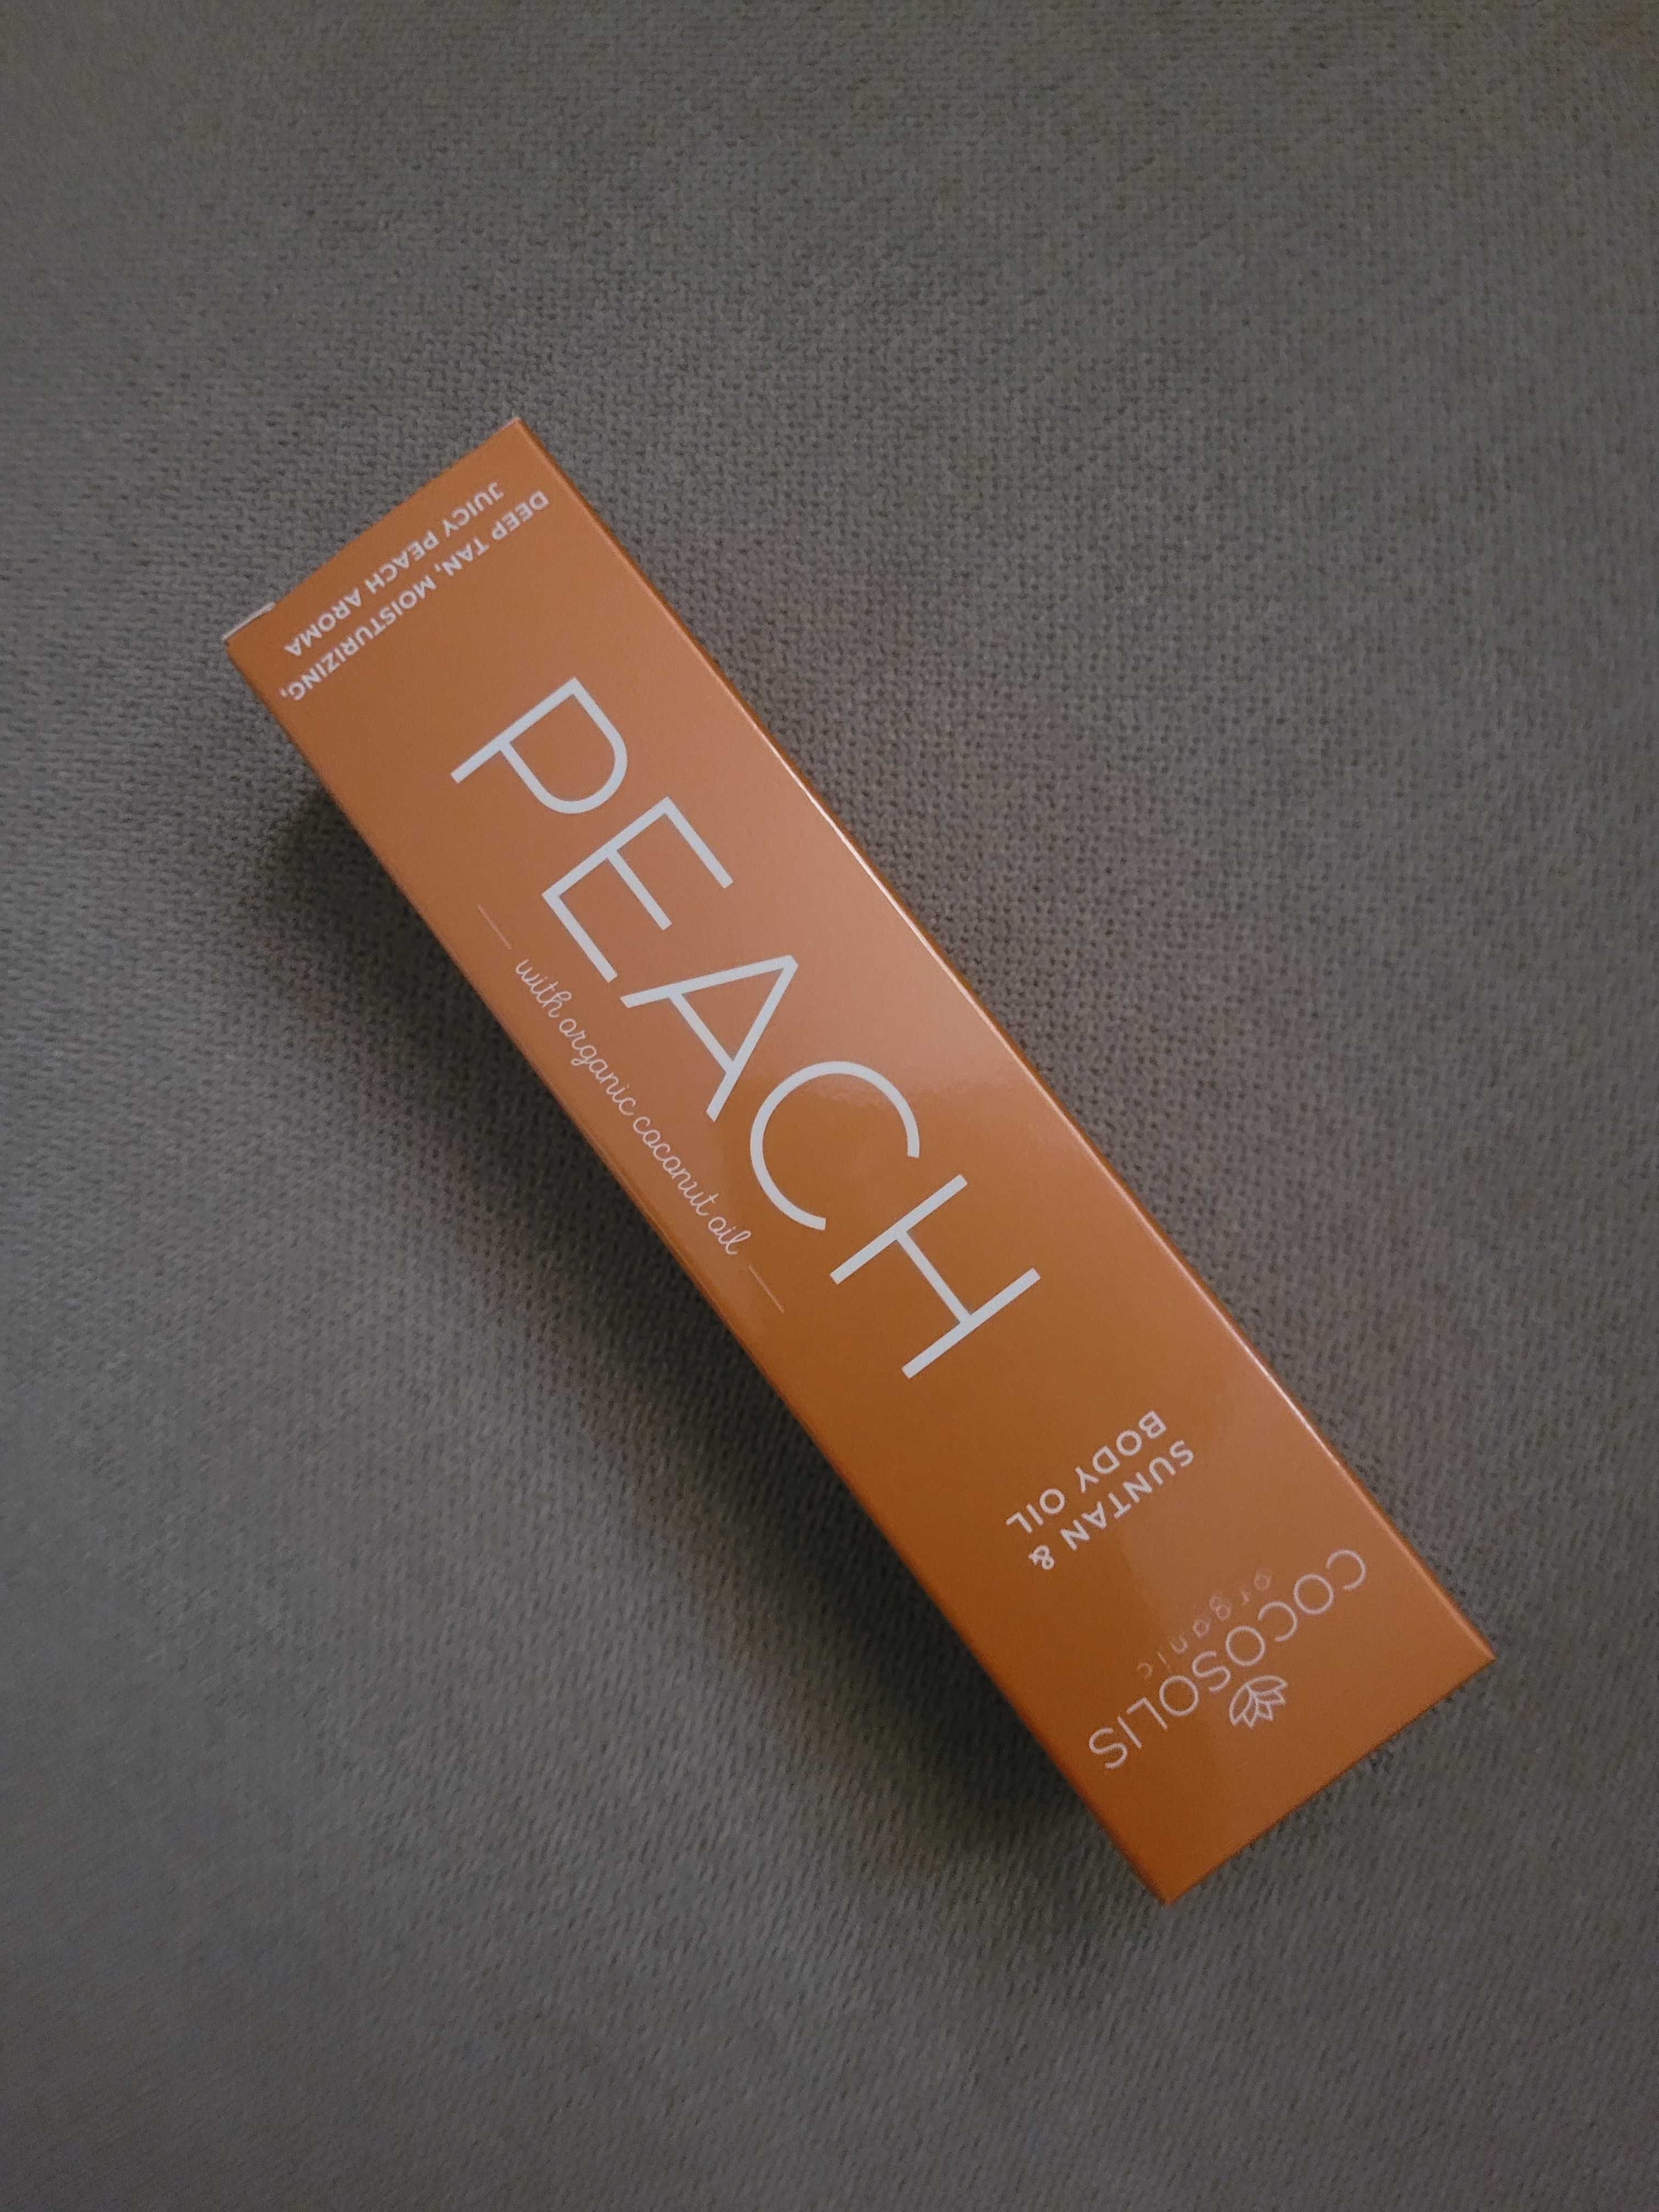 COCOSOLIS
organic
SUNTAN &
BODY OIL
PEACH
with organic coconut oil
DEEP TAN, MOISTURIZING,
JUICY PEACH AROMA